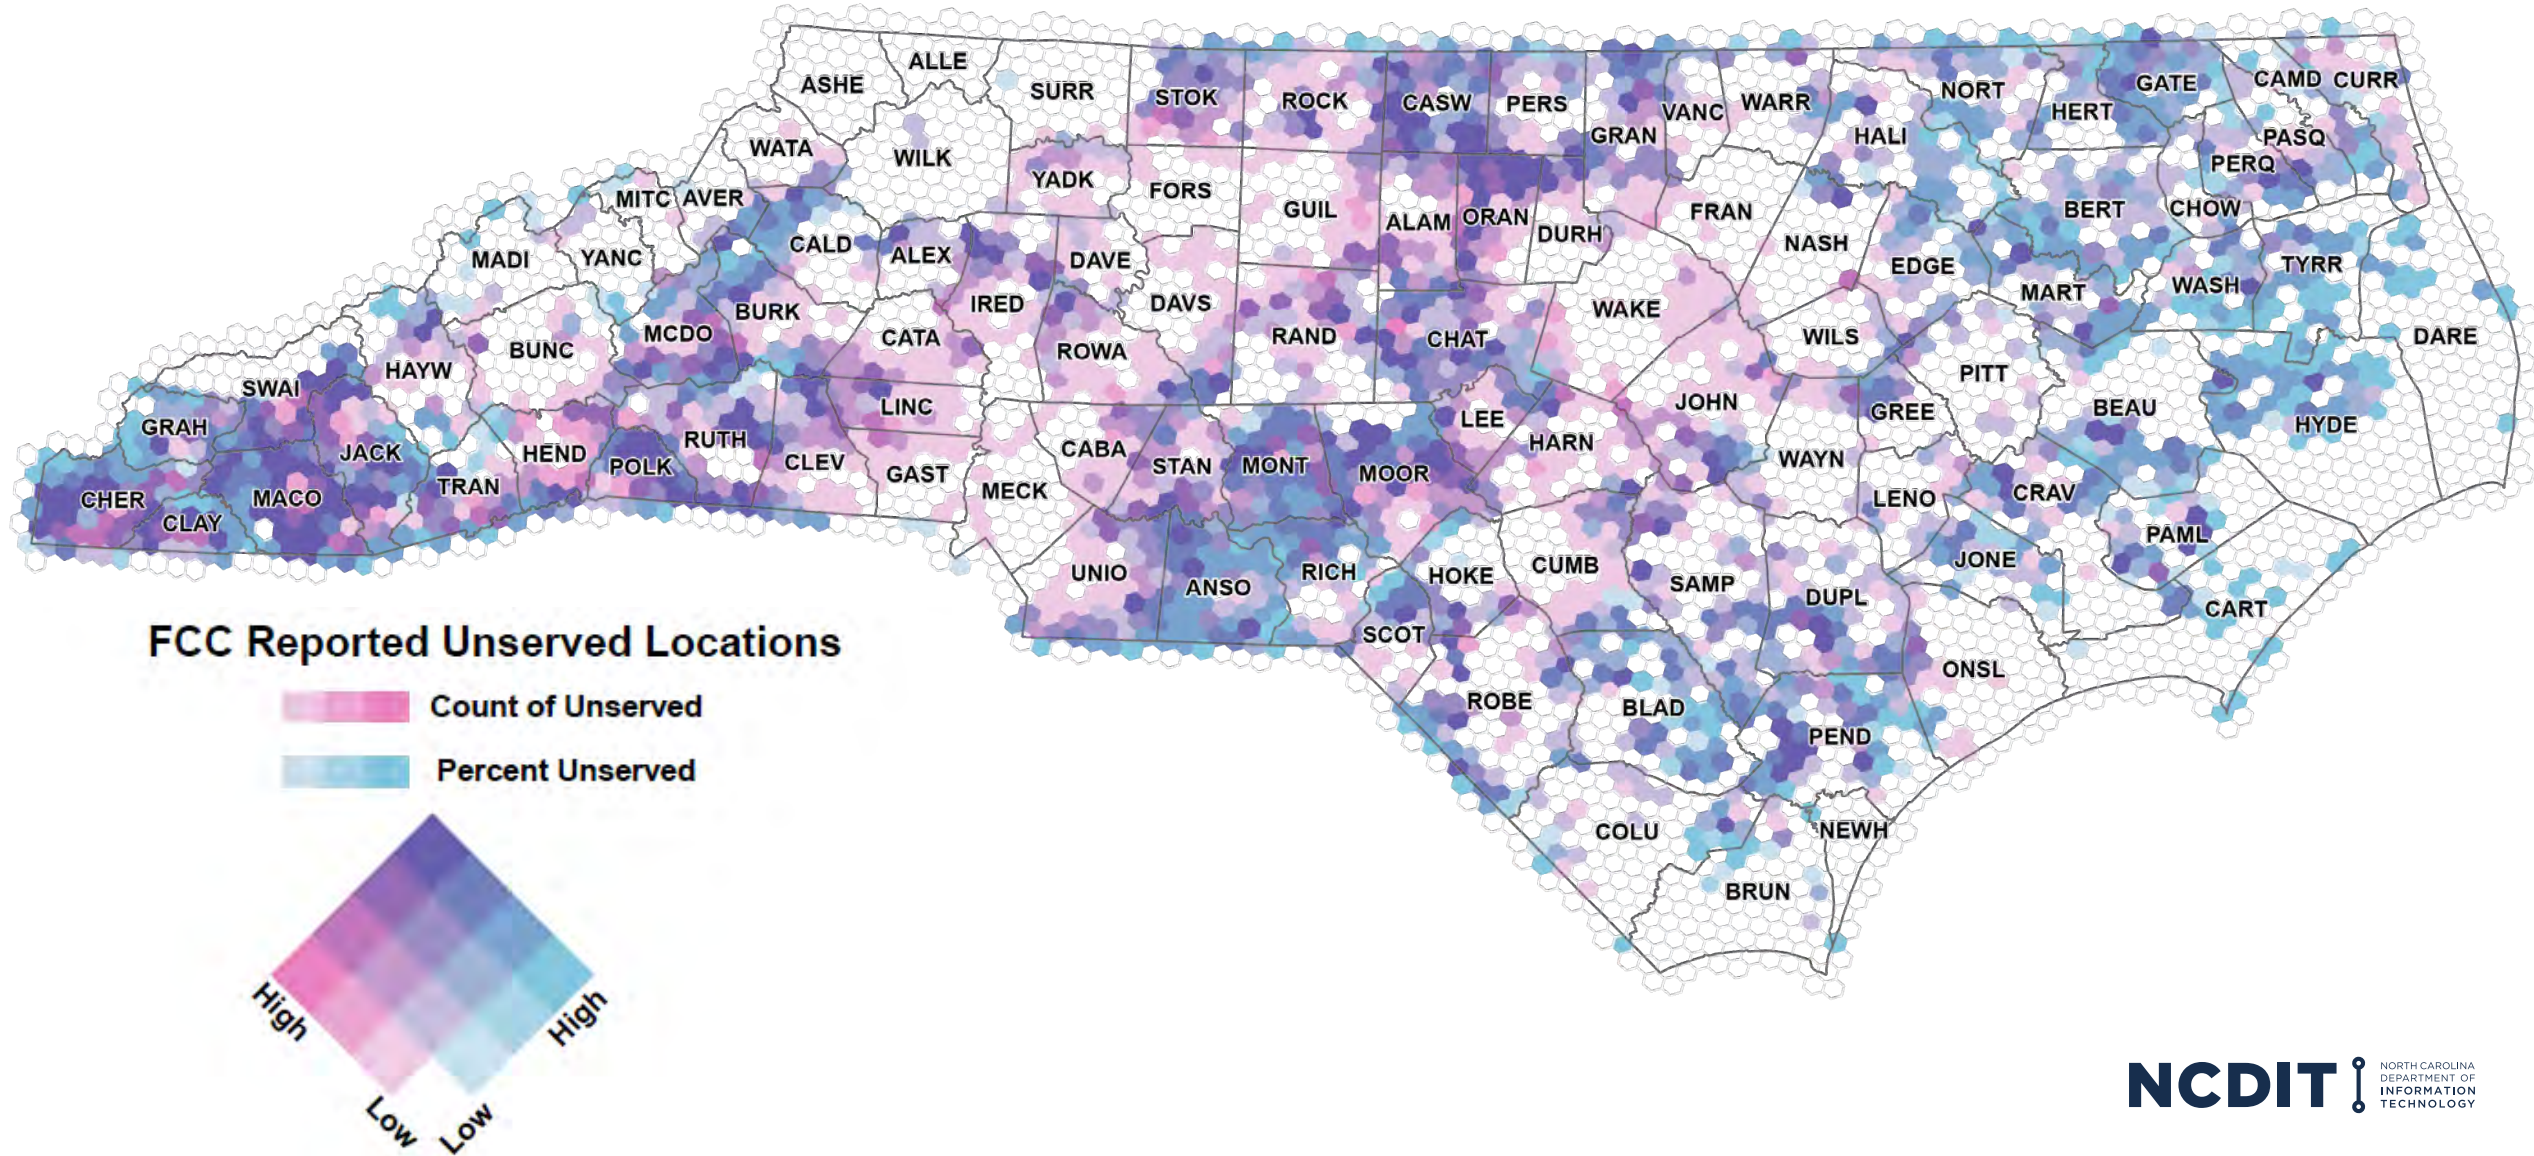 ALLE
ASHE
SURR
STOK
ROCK
CASW
PERS
VANC
WARR
NORT
GATE
CAMD
CURR
HERT
GRAN
HALI
PASQ
WATA
WILK
PERQ
YADK
FORS
MITC
AVER
GUIL
ALAM
ORAN
DURH
FRAN
BERT
CHOW
NASH
CALD
ALEX
DAVE
MADI
YANC
EDGE
TYRR
WASH
MART
DAVS
IRED
BURK
WAKE
MCDO
CATA
RAND
CHAT
WILS
DARE
BUNC
ROWA
HAYW
PITT
SWAI
LINC
JOHN
GREE
BEAU
LEE
HYDE
GRAH
RUTH
HARN
JACK
HEND
POLK
CLEV
CABA
STAN
MONT
MOOR
WAYN
GAST
TRAN
MECK
CRAV
LENO
CHER
MACO
CLAY
PAML
JONE
CUMB
UNIO
RICH
HOKE
ANSO
SAMP
DUPL
CART
SCOT
ONSL
ROBE
BLAD
PEND
COLU
NEWH
BRUN
FCC Reported Unserved Locations
Count of Unserved
Percent Unserved
High
High
Low
Low
NCDIT
NORTH CAROLINA
DEPARTMENT OF
INFORMATION
TECHNOLOGY